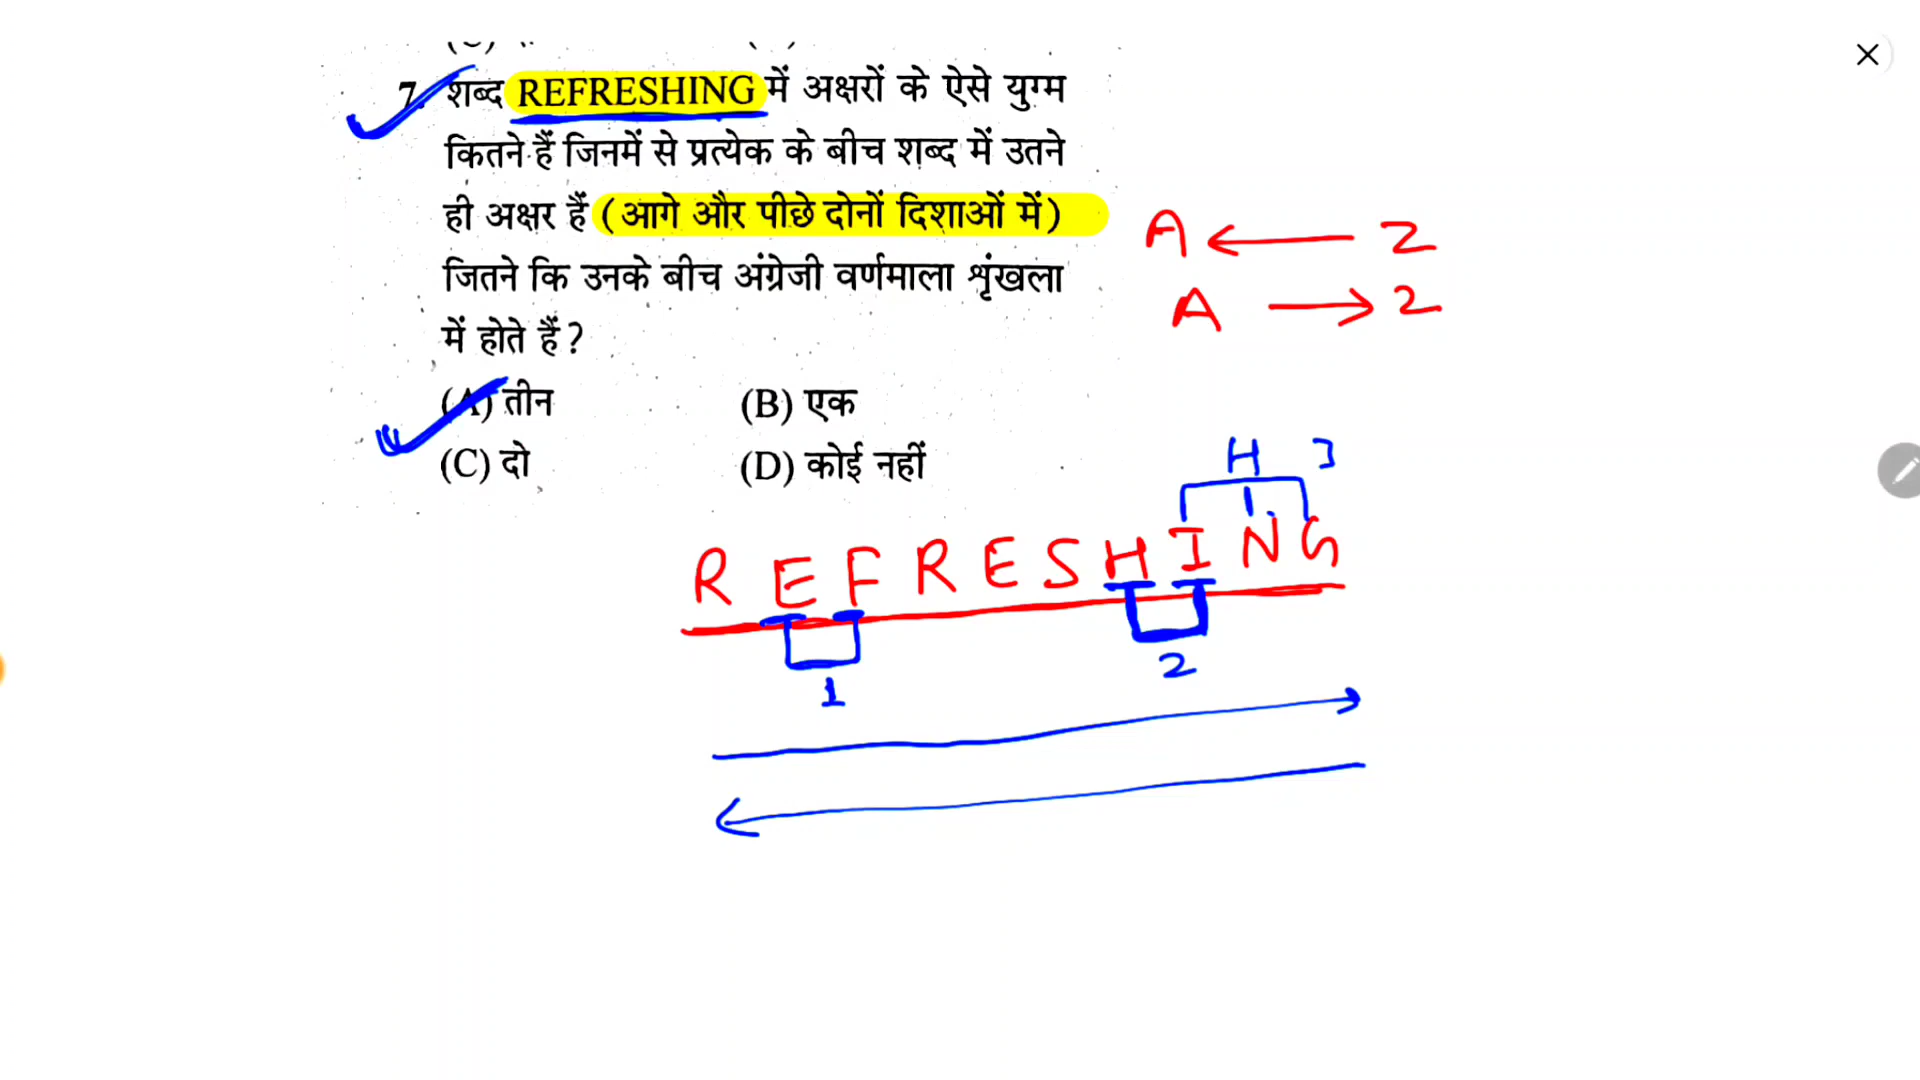 7. शब्द REFRESHING में अक्षरों के ऐसे युग्म
कितने हैं जिनमें से प्रत्येक के बीच शब्द में उतने
ही अक्षर हैं (आगे और पीछे दोनों दिशाओं में)
जितने कि उनके बीच अंग्रेजी वर्णमाला शृंखला
में होते हैं?
(A) तीन (B) एक
(C) दो (D) कोई नहीं
A ← Z
A → Z
H 3
R E F R E S H I N G
1 2